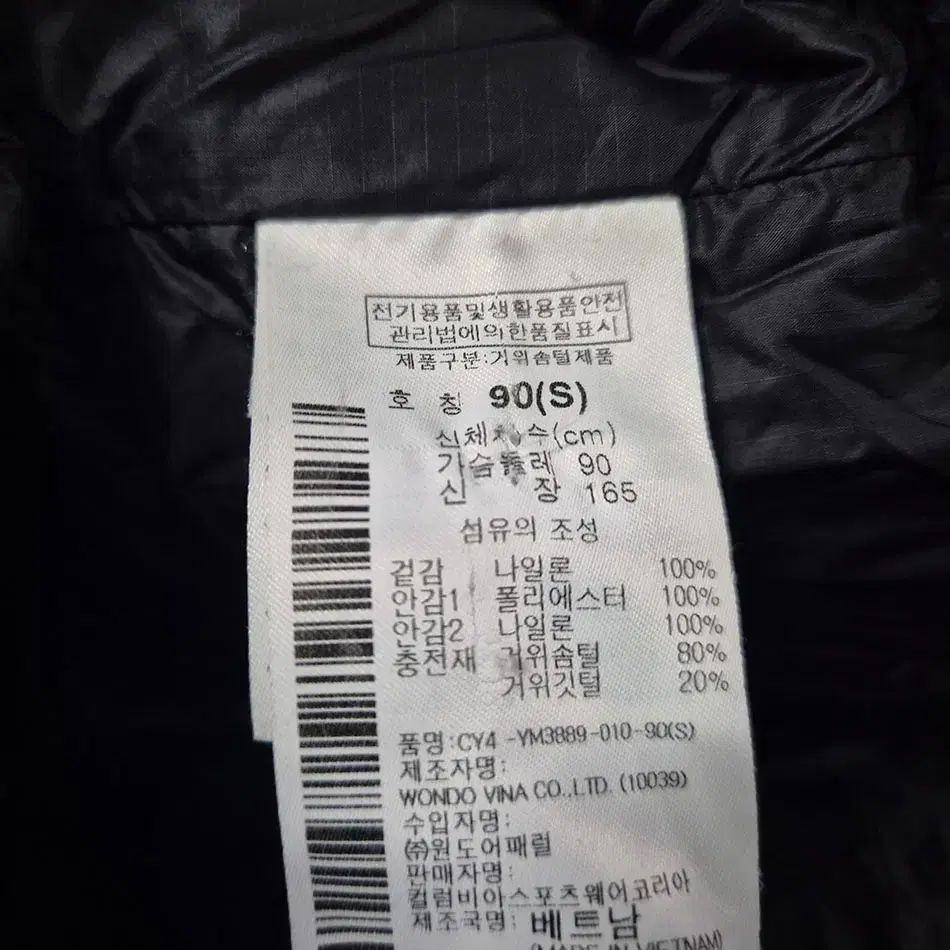 전기용품및생활용품안전
관리법에의한품질표시
제품구분:거위솜털제품
호 칭 90(S)
신체치수(cm)
가슴둘레 90
신 장 165
섬유의 조성
겉감 나일론 100%
안감1 폴리에스터 100%
안감2 나일론 100%
충전재 거위솜털 80%
거위깃털 20%
품명:CY4 -YM3889-010-90(S)
제조자명:
WONDO VINA CO.,LTD. (10039)
수입자명:
㈜원도어패럴
판매자명:
컬럼비아스포츠웨어코리아
제조국명: 베트남
(MADE IN VIETNAM)